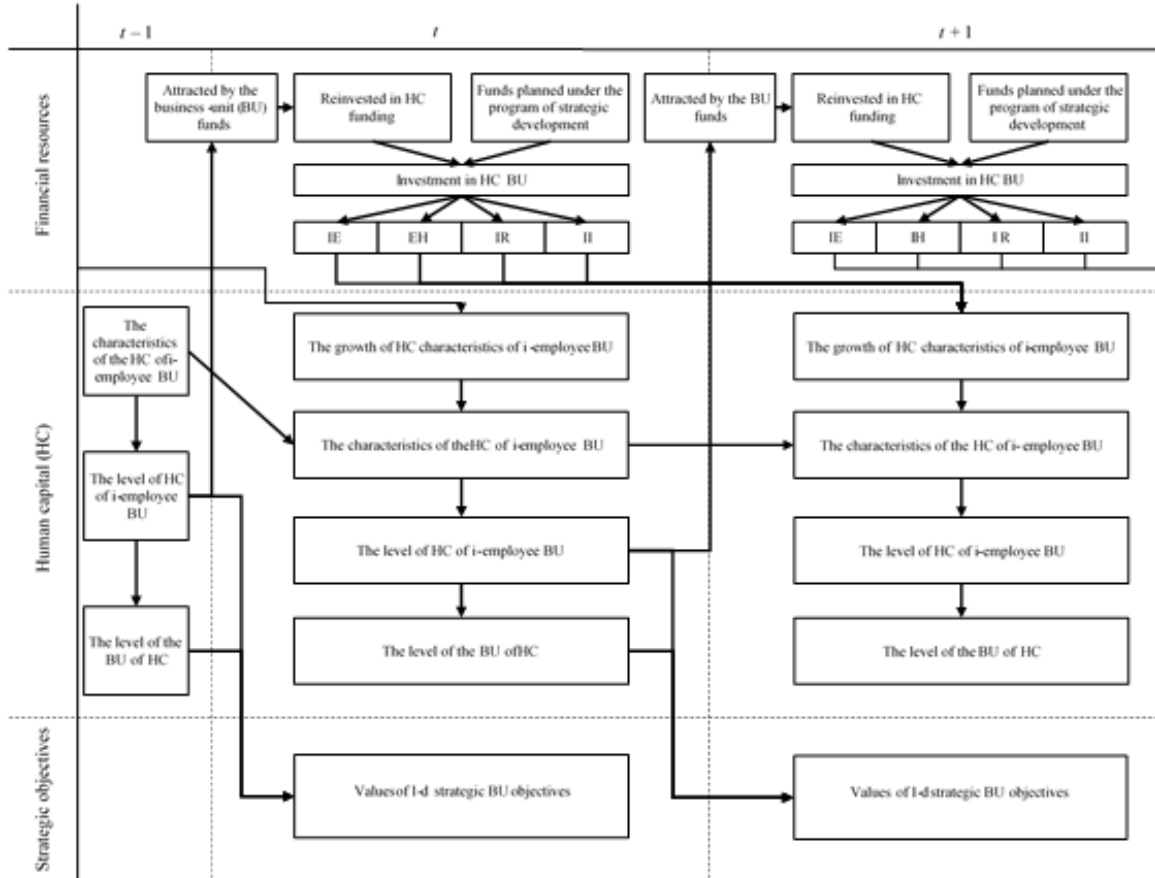 t – 1
t
t + 1
Financial resources
Attracted by the
business -unit (BU)
funds
Reinvested in HC
funding
Funds planned under the
program of strategic
development
Attracted by the BU
funds
Reinvested in HC
funding
Funds planned under the
program of strategic
development
Investment in HC BU
Investment in HC BU
IE
EH
IR
II
IE
IH
IR
II
Human capital (HC)
The
characteristics
of the HC of i-
employee BU
The growth of HC characteristics of i-employee BU
The growth of HC characteristics of i-employee BU
The characteristics of the HC of i-employee BU
The characteristics of the HC of i- employee BU
The level of HC
of i-employee
BU
The level of HC of i-employee BU
The level of HC of i-employee BU
The level of the
BU of HC
The level of the BU of HC
The level of the BU of HC
Strategic objectives
Values of l-d strategic BU objectives
Values of l-d strategic BU objectives